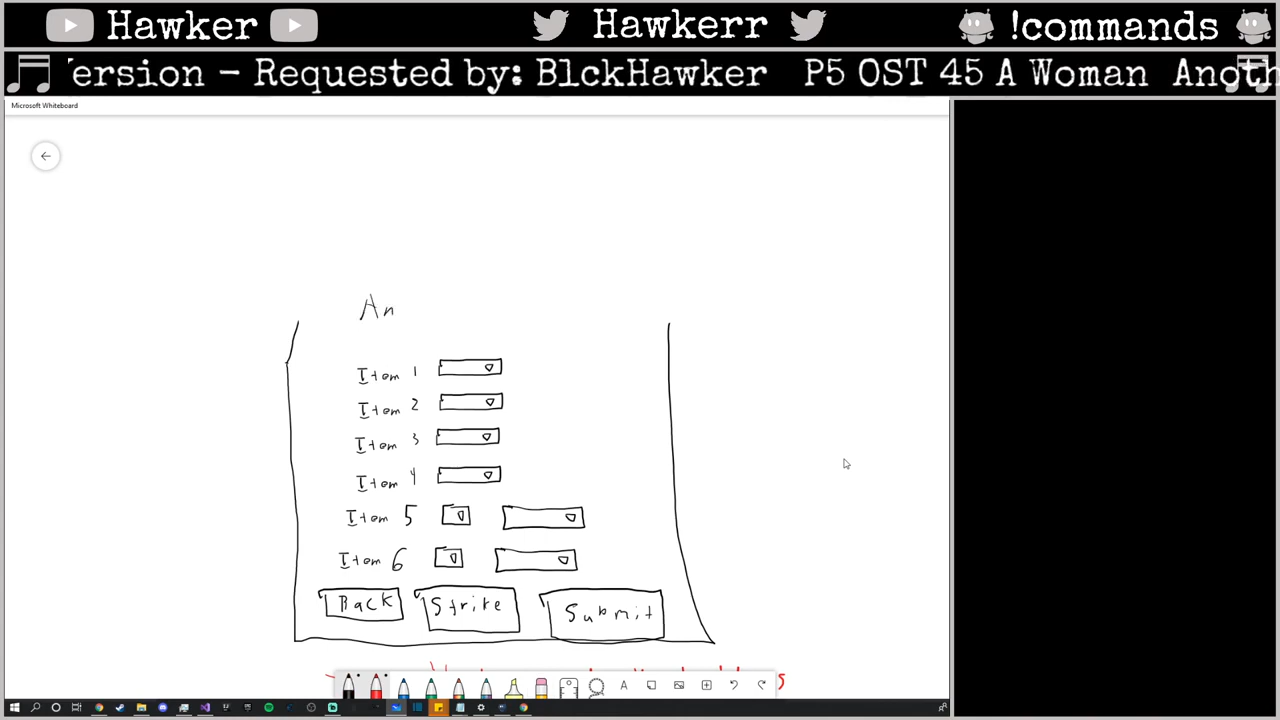 Hawker
Hawkerr
!commands
ersion - Requested by: BlckHawker P5 OST 45 A Woman Anoth
Microsoft Whiteboard
An
Item 1
Item 2
Item 3
Item 4
Item 5
Item 6
Back Strike Submit
A